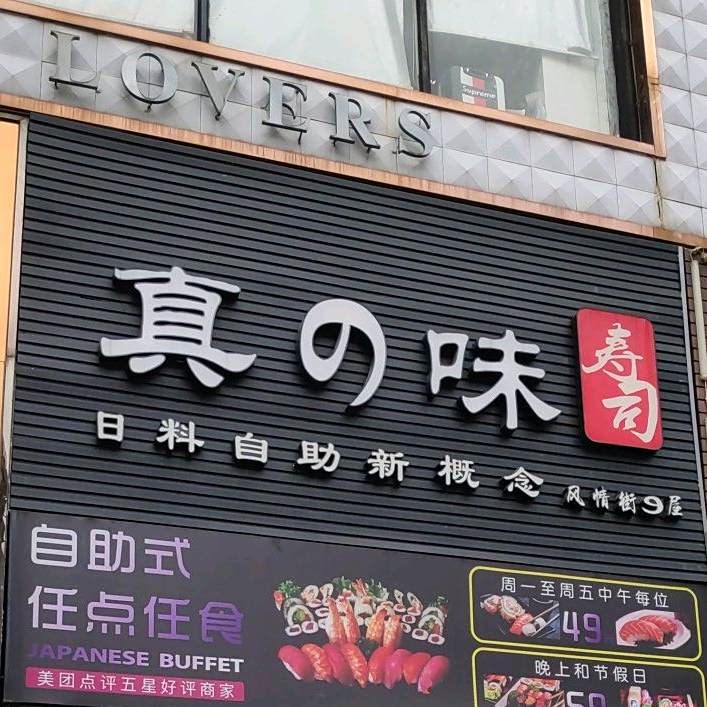 LOVERS
Supreme
真の味
寿司
日料自助新概念
风情街9屋
自助式
任点任食
JAPANESE BUFFET
美团点评五星好评商家
周一至周五中午每位
49
晚上和节假日